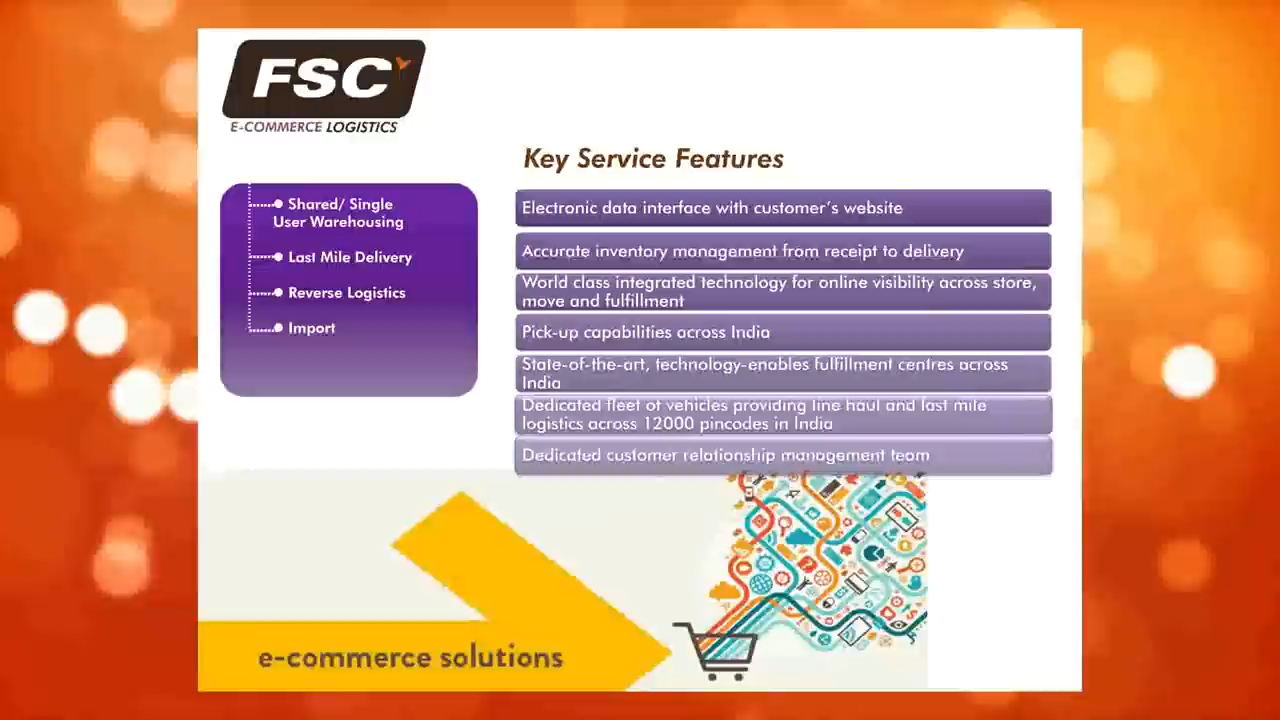 FSC
E-COMMERCE LOGISTICS
Key Service Features
Shared/ Single
User Warehousing
Last Mile Delivery
Reverse Logistics
Import
Electronic data interface with customer's website
Accurate inventory management from receipt to delivery
World class integrated technology for online visibility across store,
move and fulfillment
Pick-up capabilities across India
State-of-the-art, technology-enables fulfillment centres across
India
Dedicated fleet of vehicles providing line haul and last mile
logistics across 12000 pincodes in India
Dedicated customer relationship management team
e-commerce solutions